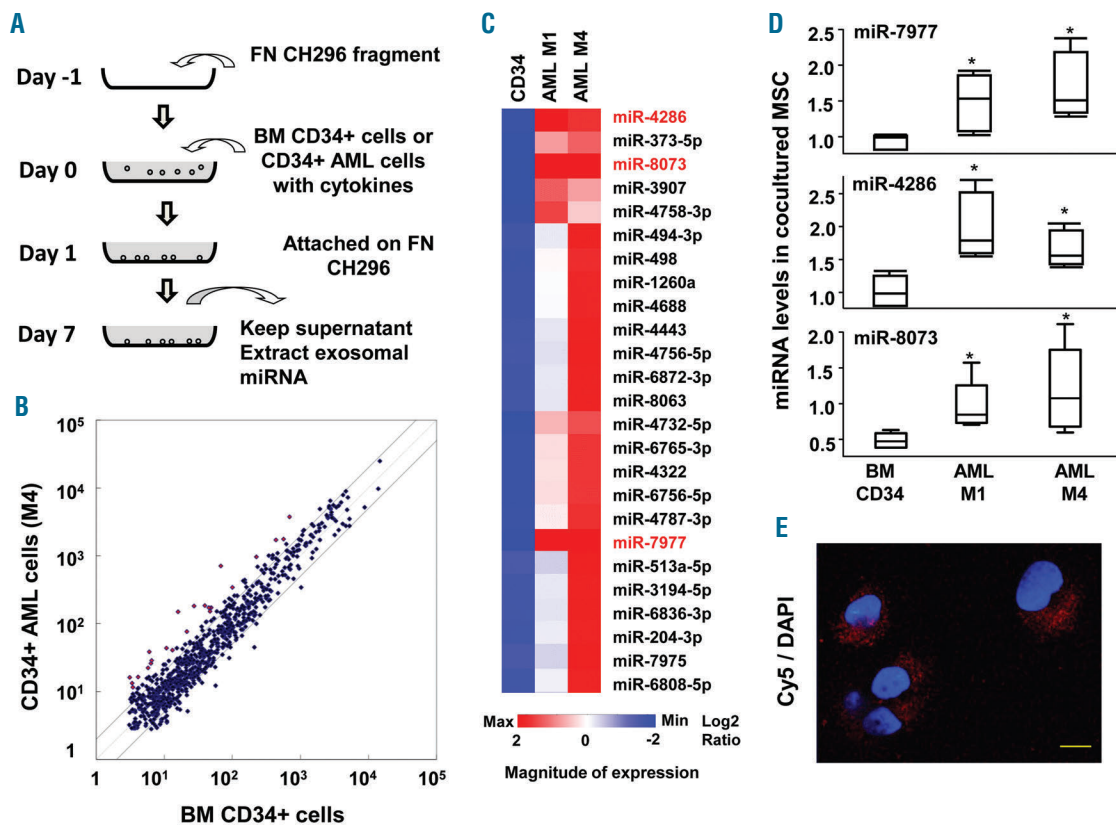 A
Day -1
FN CH296 fragment
Day 0
BM CD34+ cells or
CD34+ AML cells
with cytokines
Day 1
Attached on FN
CH296
Day 7
Keep supernatant
Extract exosomal
miRNA
B
CD34+ AML cells (M4)
10⁵
10⁴
10³
10²
10¹
1
1 10¹ 10² 10³ 10⁴ 10⁵
BM CD34+ cells
C
CD34
AML M1
AML M4
miR-4286
miR-373-5p
miR-8073
miR-3907
miR-4758-3p
miR-494-3p
miR-498
miR-1260a
miR-4688
miR-4443
miR-4756-5p
miR-6872-3p
miR-8063
miR-4732-5p
miR-6765-3p
miR-4322
miR-6756-5p
miR-4787-3p
miR-7977
miR-513a-5p
miR-3194-5p
miR-6836-3p
miR-204-3p
miR-7975
miR-6808-5p
Max Min Log2
2 0 -2 Ratio
Magnitude of expression
D
miRNA levels in cocultured MSC
miR-7977
2.5
2.0
1.5
1.0
* *
miR-4286
2.5
2.0
1.5
1.0
* *
miR-8073
2.0
1.5
1.0
0.5
* *
BM AML AML
CD34 M1 M4
E
Cy5 / DAPI